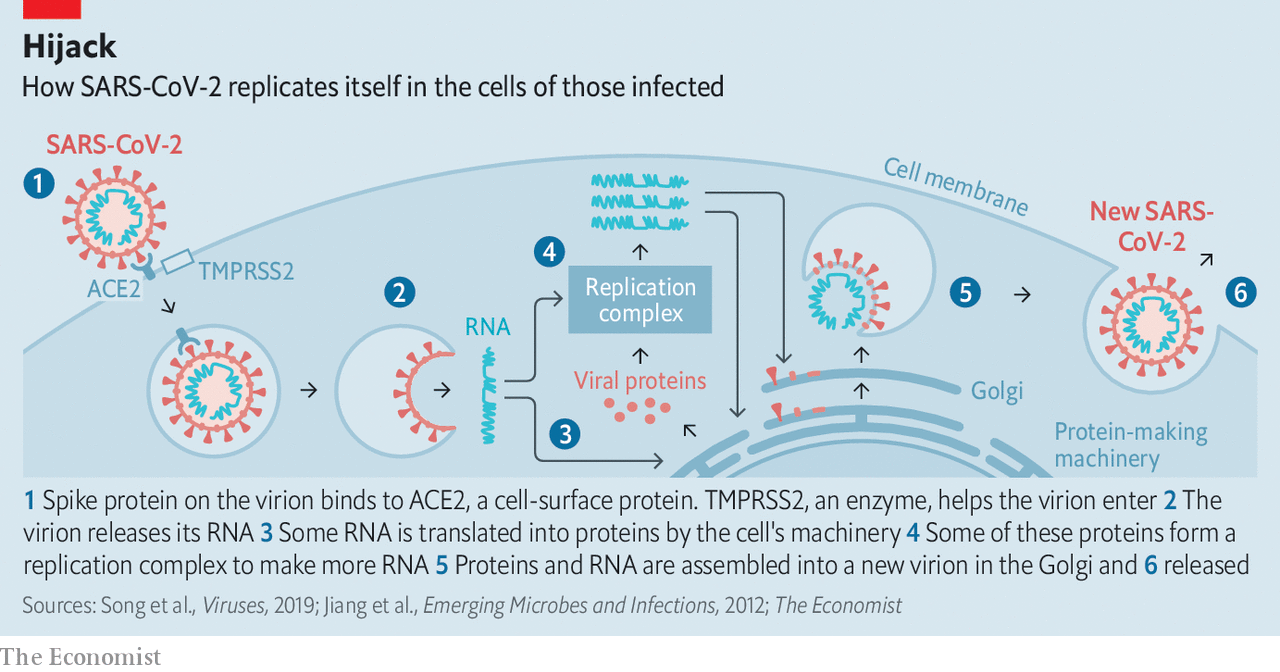 Hijack
How SARS-CoV-2 replicates itself in the cells of those infected
SARS-CoV-2
1
ACE2
TMPRSS2
2
RNA
3
4
Replication
complex
Viral proteins
Cell membrane
5
Golgi
Protein-making
machinery
New SARS-
CoV-2
6
1 Spike protein on the virion binds to ACE2, a cell-surface protein. TMPRSS2, an enzyme, helps the virion enter 2 The
virion releases its RNA 3 Some RNA is translated into proteins by the cell's machinery 4 Some of these proteins form a
replication complex to make more RNA 5 Proteins and RNA are assembled into a new virion in the Golgi and 6 released
Sources: Song et al., Viruses, 2019; Jiang et al., Emerging Microbes and Infections, 2012; The Economist
The Economist